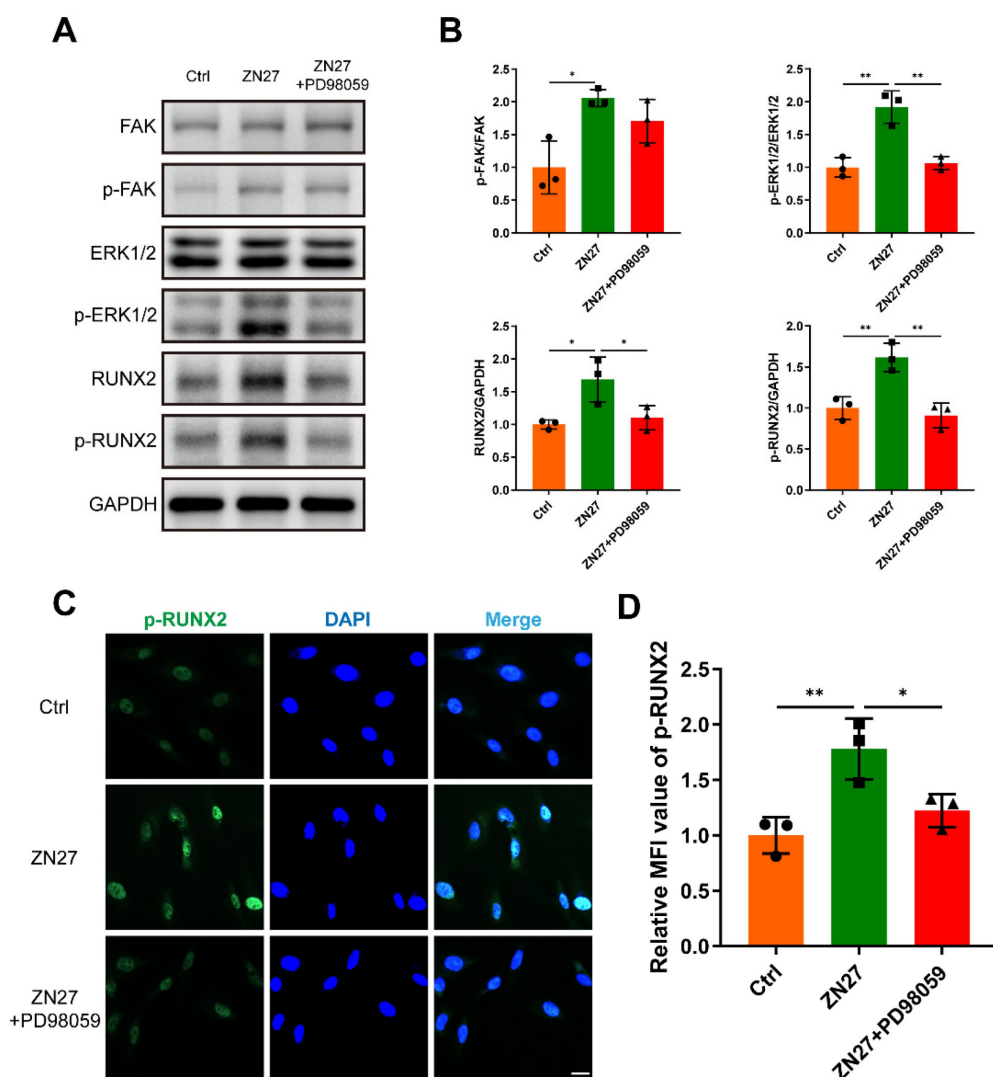 A
Ctrl
ZN27
ZN27
+PD98059
FAK
p-FAK
ERK1/2
p-ERK1/2
RUNX2
p-RUNX2
GAPDH
B
p-FAK/FAK
2.5
2.0
1.5
1.0
0.5
0.0
*
Ctrl
ZN27
ZN27+PD98059
p-ERK1/2/ERK1/2
2.5
2.0
1.5
1.0
0.5
0.0
**
**
Ctrl
ZN27
ZN27+PD98059
RUNX2/GAPDH
2.5
2.0
1.5
1.0
0.5
0.0
*
*
Ctrl
ZN27
ZN27+PD98059
p-RUNX2/GAPDH
2.0
1.5
1.0
0.5
0.0
**
**
Ctrl
ZN27
ZN27+PD98059
C
p-RUNX2
DAPI
Merge
Ctrl
ZN27
ZN27
+PD98059
D
Relative MFI value of p-RUNX2
2.5
2.0
1.5
1.0
0.5
0.0
**
*
Ctrl
ZN27
ZN27+PD98059